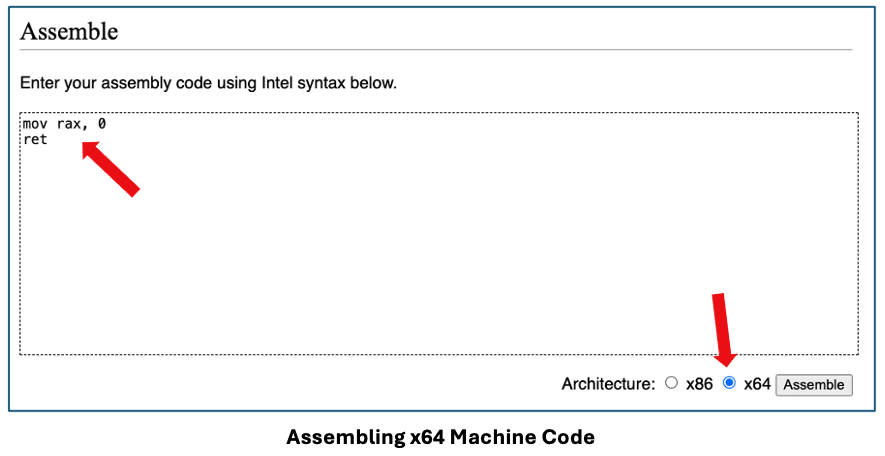 Assemble
Enter your assembly code using Intel syntax below.
mov rax, 0
ret
Architecture: x86 x64 Assemble
Assembling x64 Machine Code